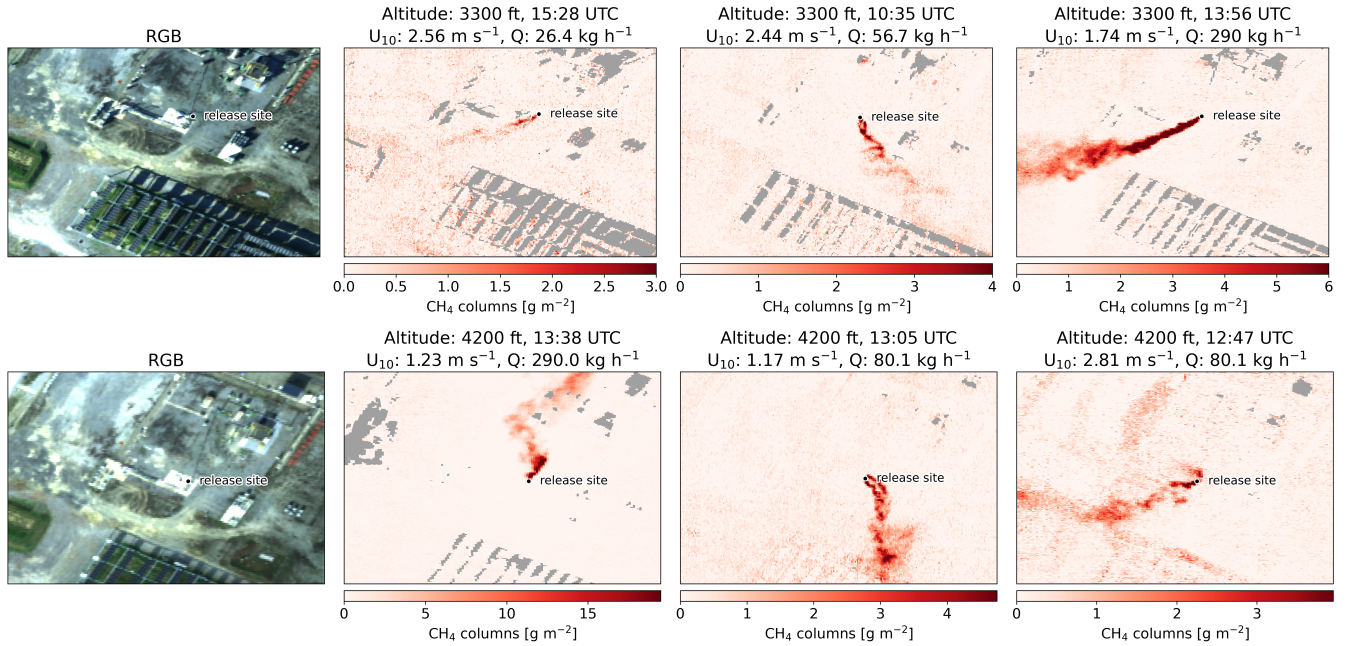 RGB
Altitude: 3300 ft, 15:28 UTC
U₁₀: 2.56 m s⁻¹, Q: 26.4 kg h⁻¹
Altitude: 3300 ft, 10:35 UTC
U₁₀: 2.44 m s⁻¹, Q: 56.7 kg h⁻¹
Altitude: 3300 ft, 13:56 UTC
U₁₀: 1.74 m s⁻¹, Q: 290 kg h⁻¹
release site
release site
release site
release site
0.0 0.5 1.0 1.5 2.0 2.5 3.0
CH₄ columns [g m⁻²]
0 1 2 3 4
CH₄ columns [g m⁻²]
0 1 2 3 4 5 6
CH₄ columns [g m⁻²]
RGB
Altitude: 4200 ft, 13:38 UTC
U₁₀: 1.23 m s⁻¹, Q: 290.0 kg h⁻¹
Altitude: 4200 ft, 13:05 UTC
U₁₀: 1.17 m s⁻¹, Q: 80.1 kg h⁻¹
Altitude: 4200 ft, 12:47 UTC
U₁₀: 2.81 m s⁻¹, Q: 80.1 kg h⁻¹
release site
release site
release site
release site
0 5 10 15
CH₄ columns [g m⁻²]
0 1 2 3 4
CH₄ columns [g m⁻²]
0 1 2 3
CH₄ columns [g m⁻²]